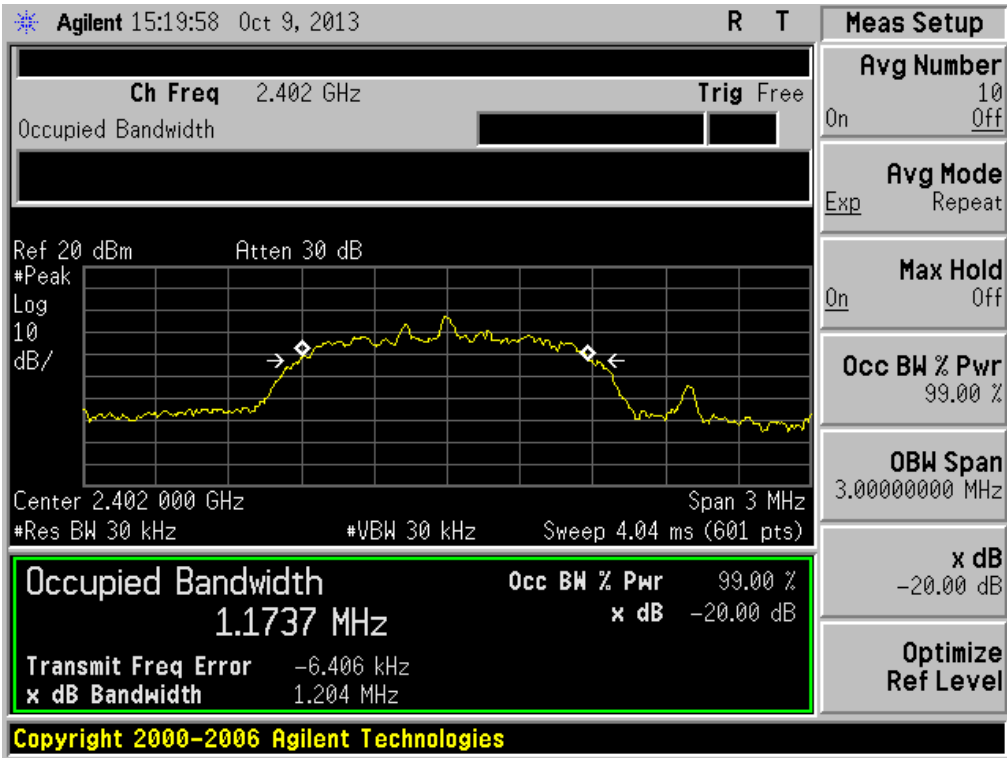 Agilent 15:19:58 Oct 9, 2013 R T
Ch Freq 2.402 GHz Trig Free
Occupied Bandwidth
Ref 20 dBm Atten 30 dB
#Peak
Log
10
dB/
Center 2.402 000 GHz Span 3 MHz
#Res BW 30 kHz #VBW 30 kHz Sweep 4.04 ms (601 pts)
Occupied Bandwidth Occ BW % Pwr 99.00 %
1.1737 MHz x dB -20.00 dB
Transmit Freq Error -6.406 kHz
x dB Bandwidth 1.204 MHz
Copyright 2000-2006 Agilent Technologies
Meas Setup
Avg Number
10
On Off
Avg Mode
Exp Repeat
Max Hold
On Off
Occ BW % Pwr
99.00 %
OBW Span
3.00000000 MHz
x dB
-20.00 dB
Optimize
Ref Level